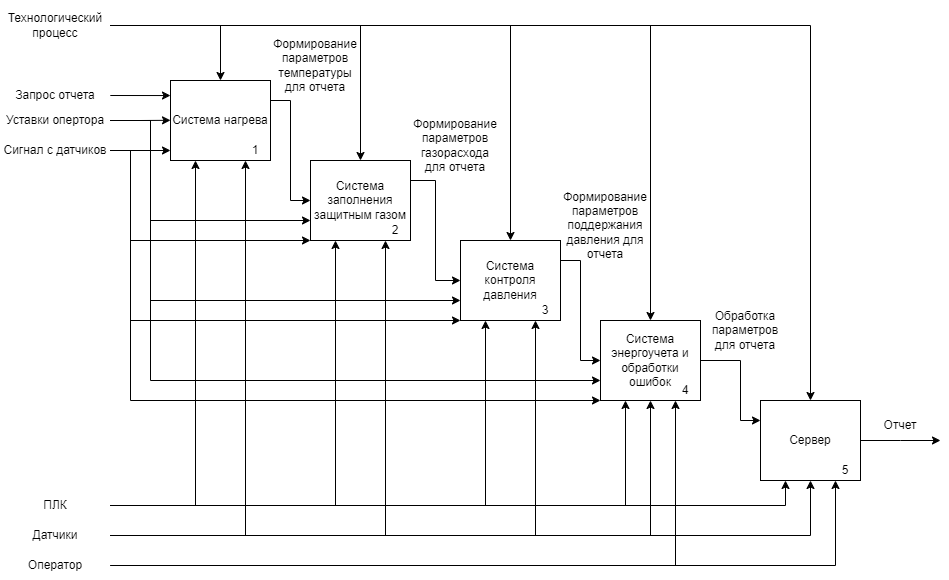 Технологический
процесс
Формирование
параметров
температуры
для отчета
Запрос отчета
Уставки опертора
Сигнал с датчиков
Система нагрева
1
Формирование
параметров
газорасхода
для отчета
Система
заполнения
защитным газом
2
Формирование
параметров
поддержания
давления для
отчета
Система
контроля
давления
3
Обработка
параметров
для отчета
Система
энергоучета и
обработки
ошибок
4
Сервер
5
Отчет
ПЛК
Датчики
Оператор